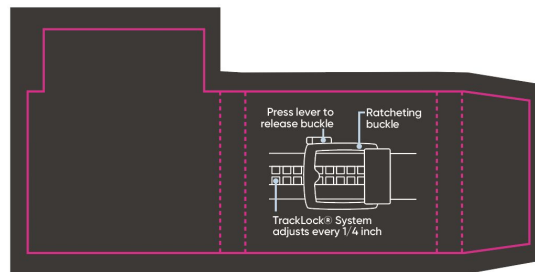 Press lever to
release buckle
Ratcheting
buckle
TrackLock® System
adjusts every 1/4 inch